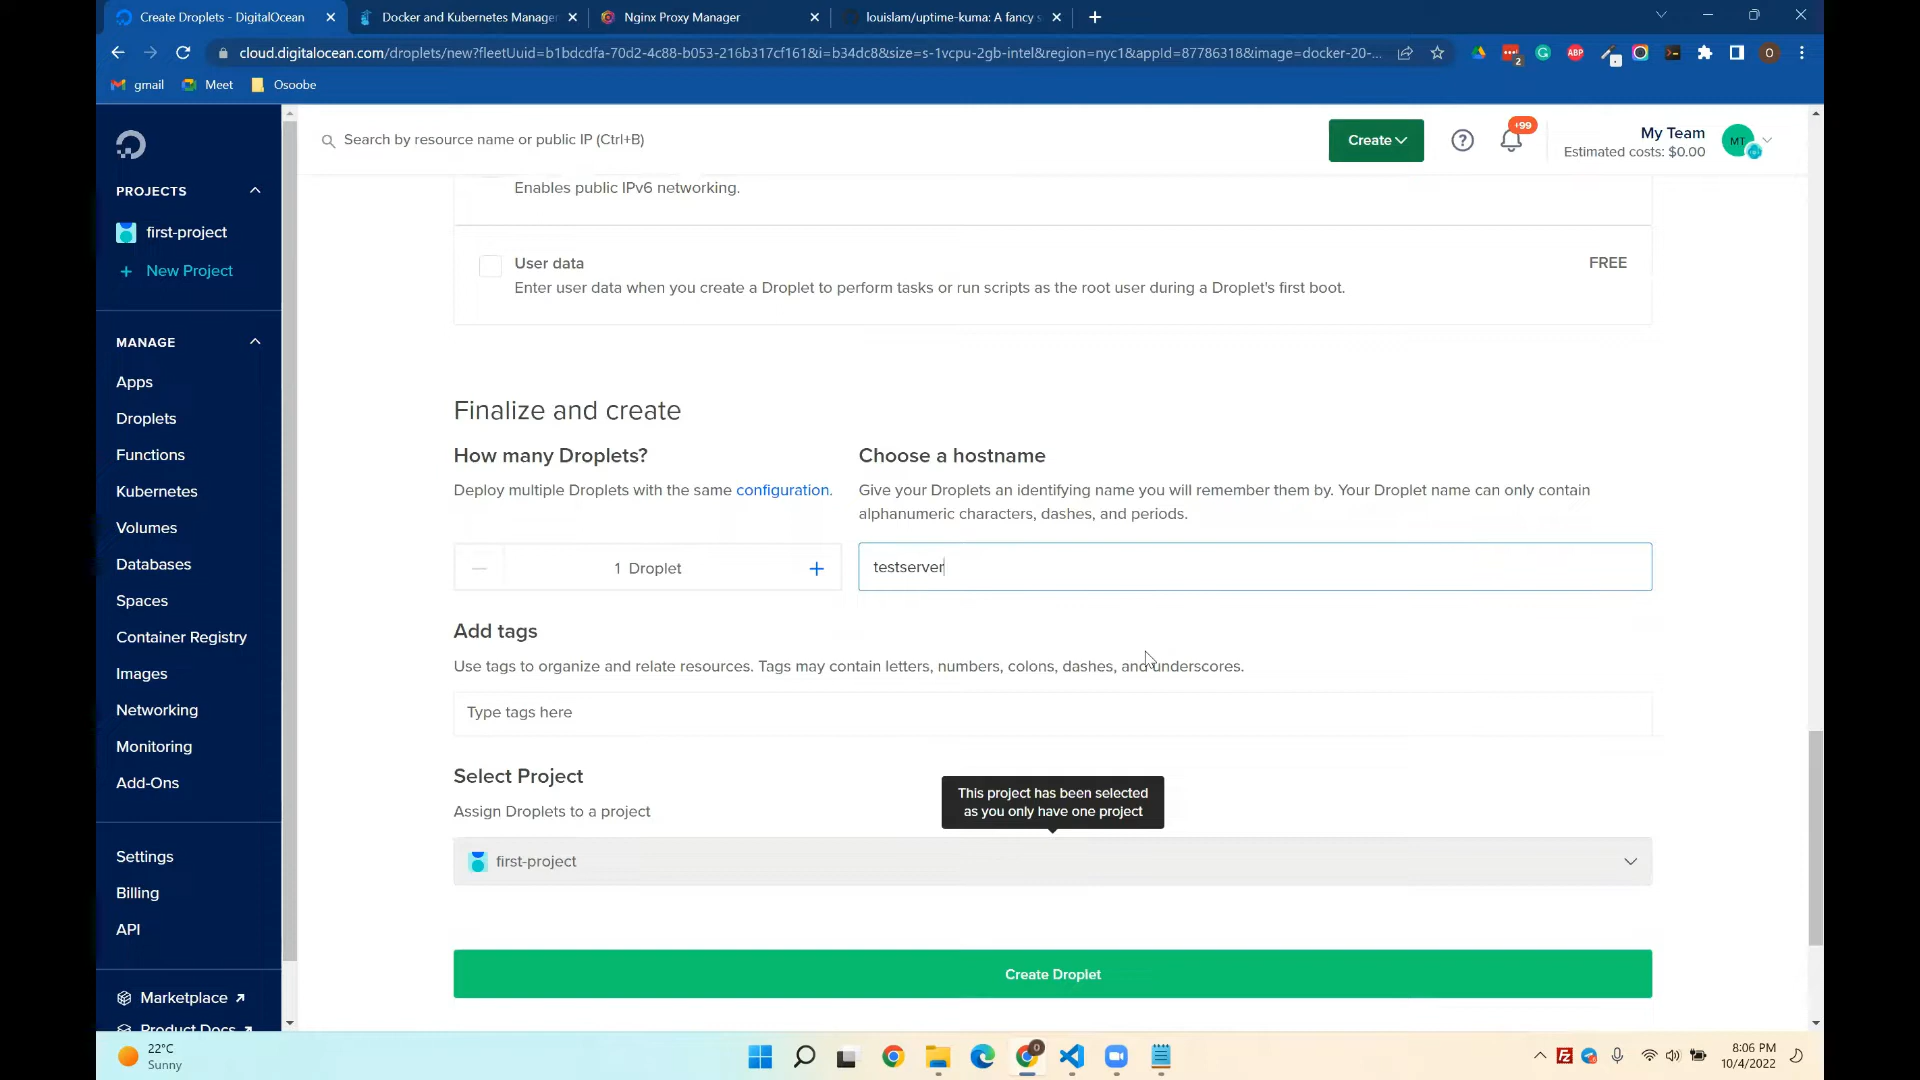 Create Droplets - DigitalOcean
Docker and Kubernetes Manager
Nginx Proxy Manager
louislam/uptime-kuma: A fancy s
cloud.digitalocean.com/droplets/new?fleetUuid=b1bdcdfa-70d2-4c88-b053-216b317cf161&i=b34dc8&size=s-1vcpu-2gb-intel&region=nyc1&appId=87786318&image=docker-20-...
2
ABP
O
gmail
Meet
Osoobe
Search by resource name or public IP (Ctrl+B)
Create
+99
My Team
Estimated costs: $0.00
MT
PROJECTS
first-project
+ New Project
MANAGE
Apps
Droplets
Functions
Kubernetes
Volumes
Databases
Spaces
Container Registry
Images
Networking
Monitoring
Add-Ons
Settings
Billing
API
Marketplace
Product Docs
Enables public IPv6 networking.
User data
FREE
Enter user data when you create a Droplet to perform tasks or run scripts as the root user during a Droplet's first boot.
Finalize and create
How many Droplets?
Deploy multiple Droplets with the same configuration.
1 Droplet
Choose a hostname
Give your Droplets an identifying name you will remember them by. Your Droplet name can only contain
alphanumeric characters, dashes, and periods.
testserver
Add tags
Use tags to organize and relate resources. Tags may contain letters, numbers, colons, dashes, and underscores.
Type tags here
Select Project
Assign Droplets to a project
This project has been selected
as you only have one project
first-project
Create Droplet
22°C
Sunny
8:06 PM
10/4/2022